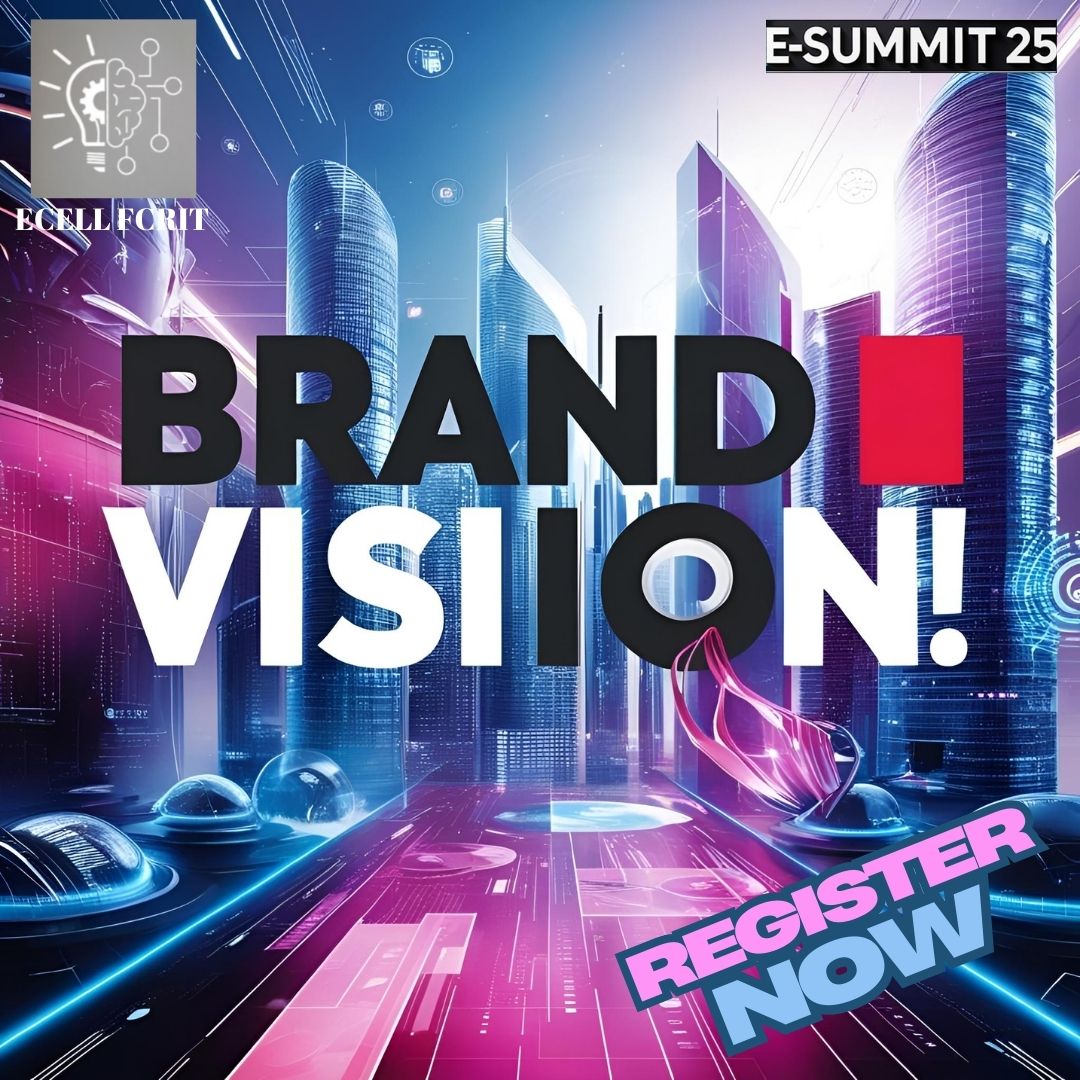 E-SUMMIT 25
ECELL FCRIT
BRAND
VISIION!
REGISTER
NOW